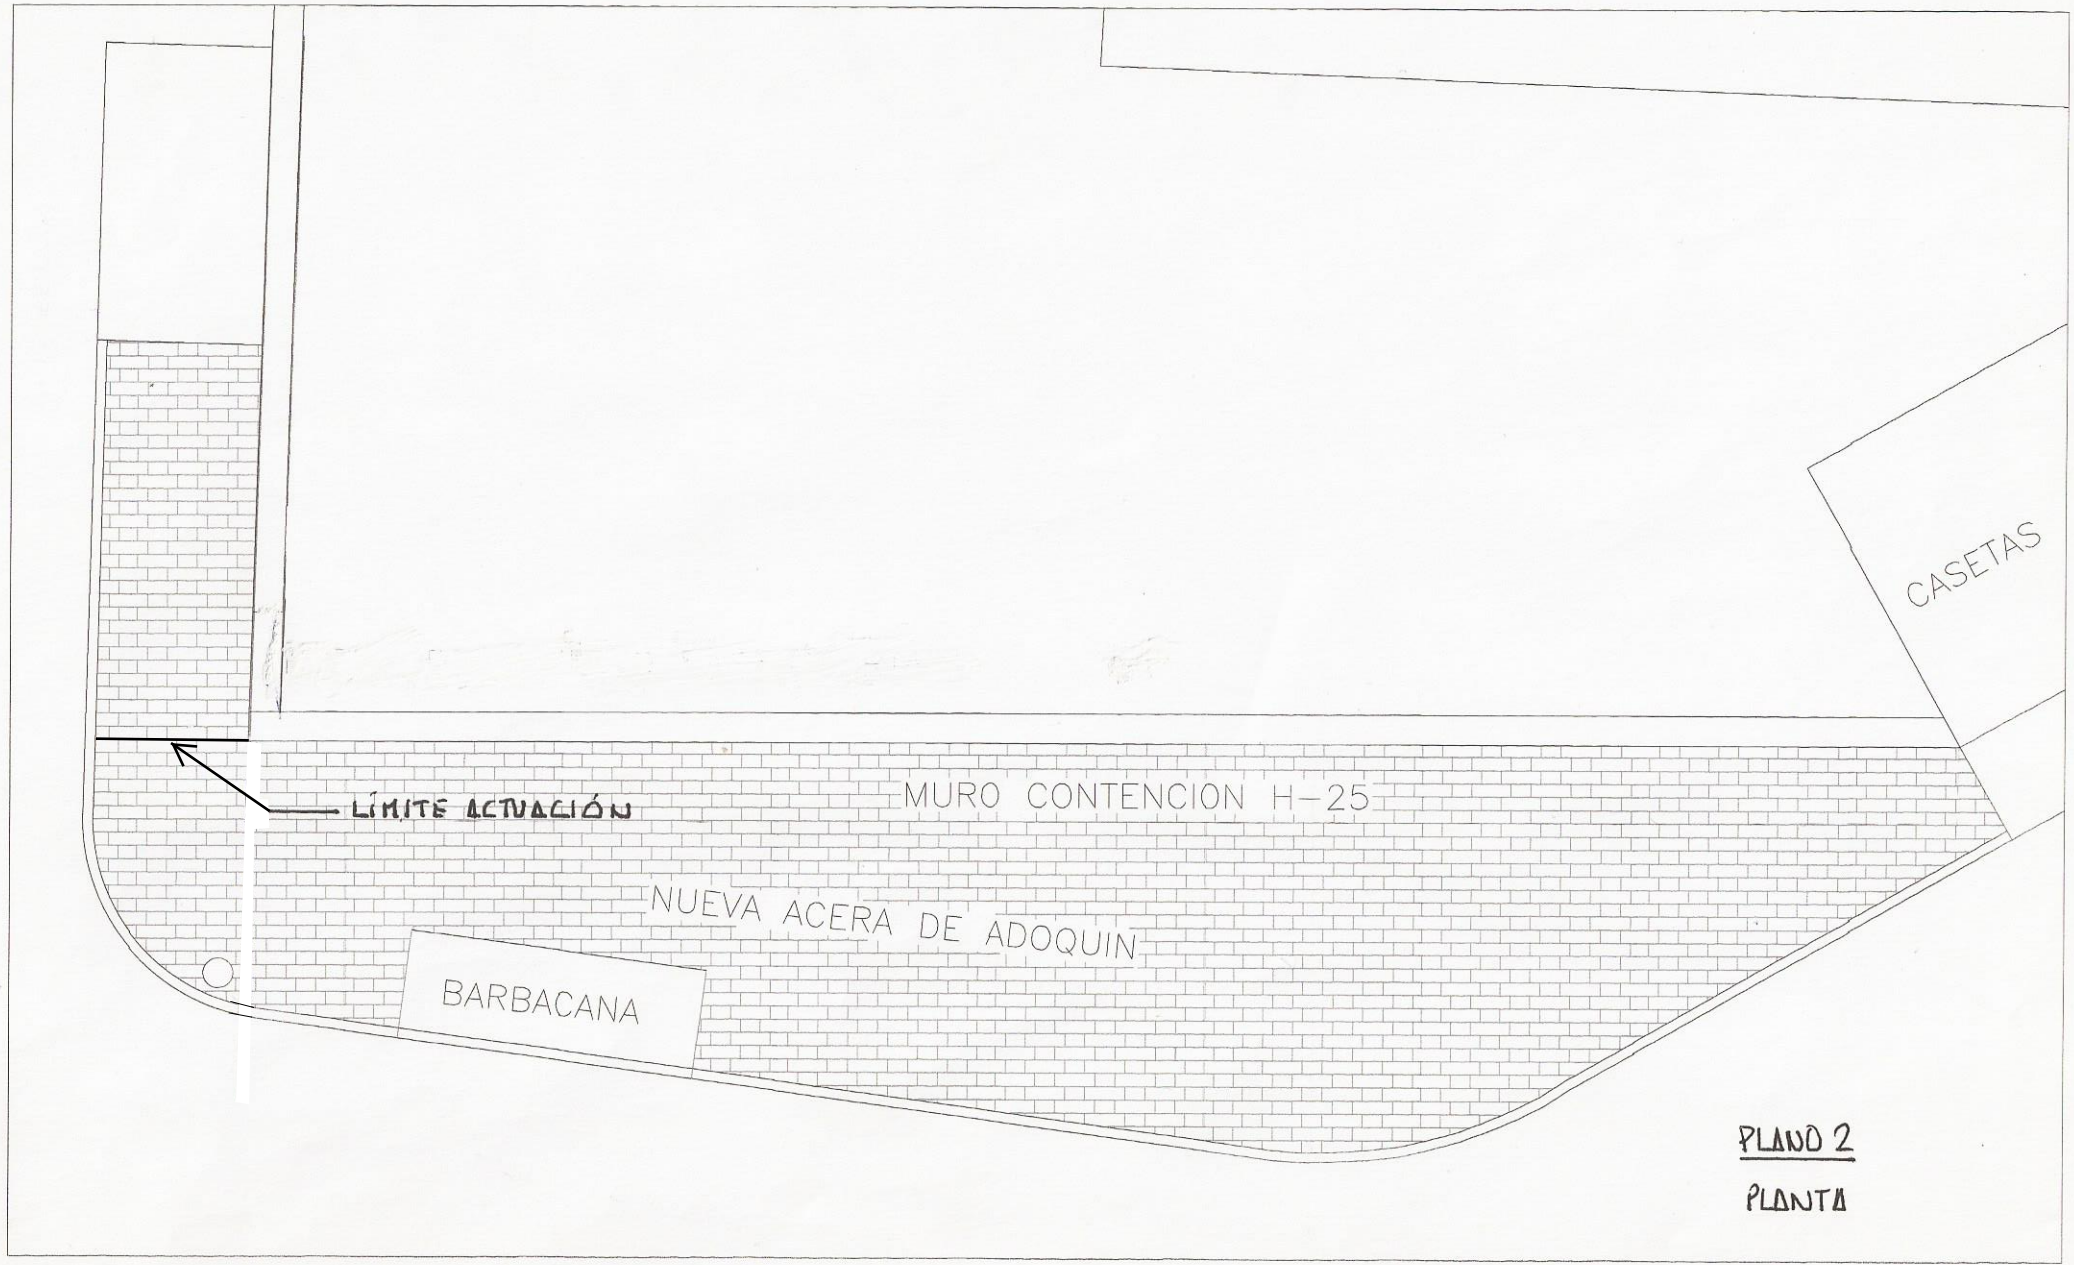 CASETAS
MURO CONTENCION H-25
LÍMITE ACTUACIÓN
NUEVA ACERA DE ADOQUIN
BARBACANA
PLANO 2
PLANTA